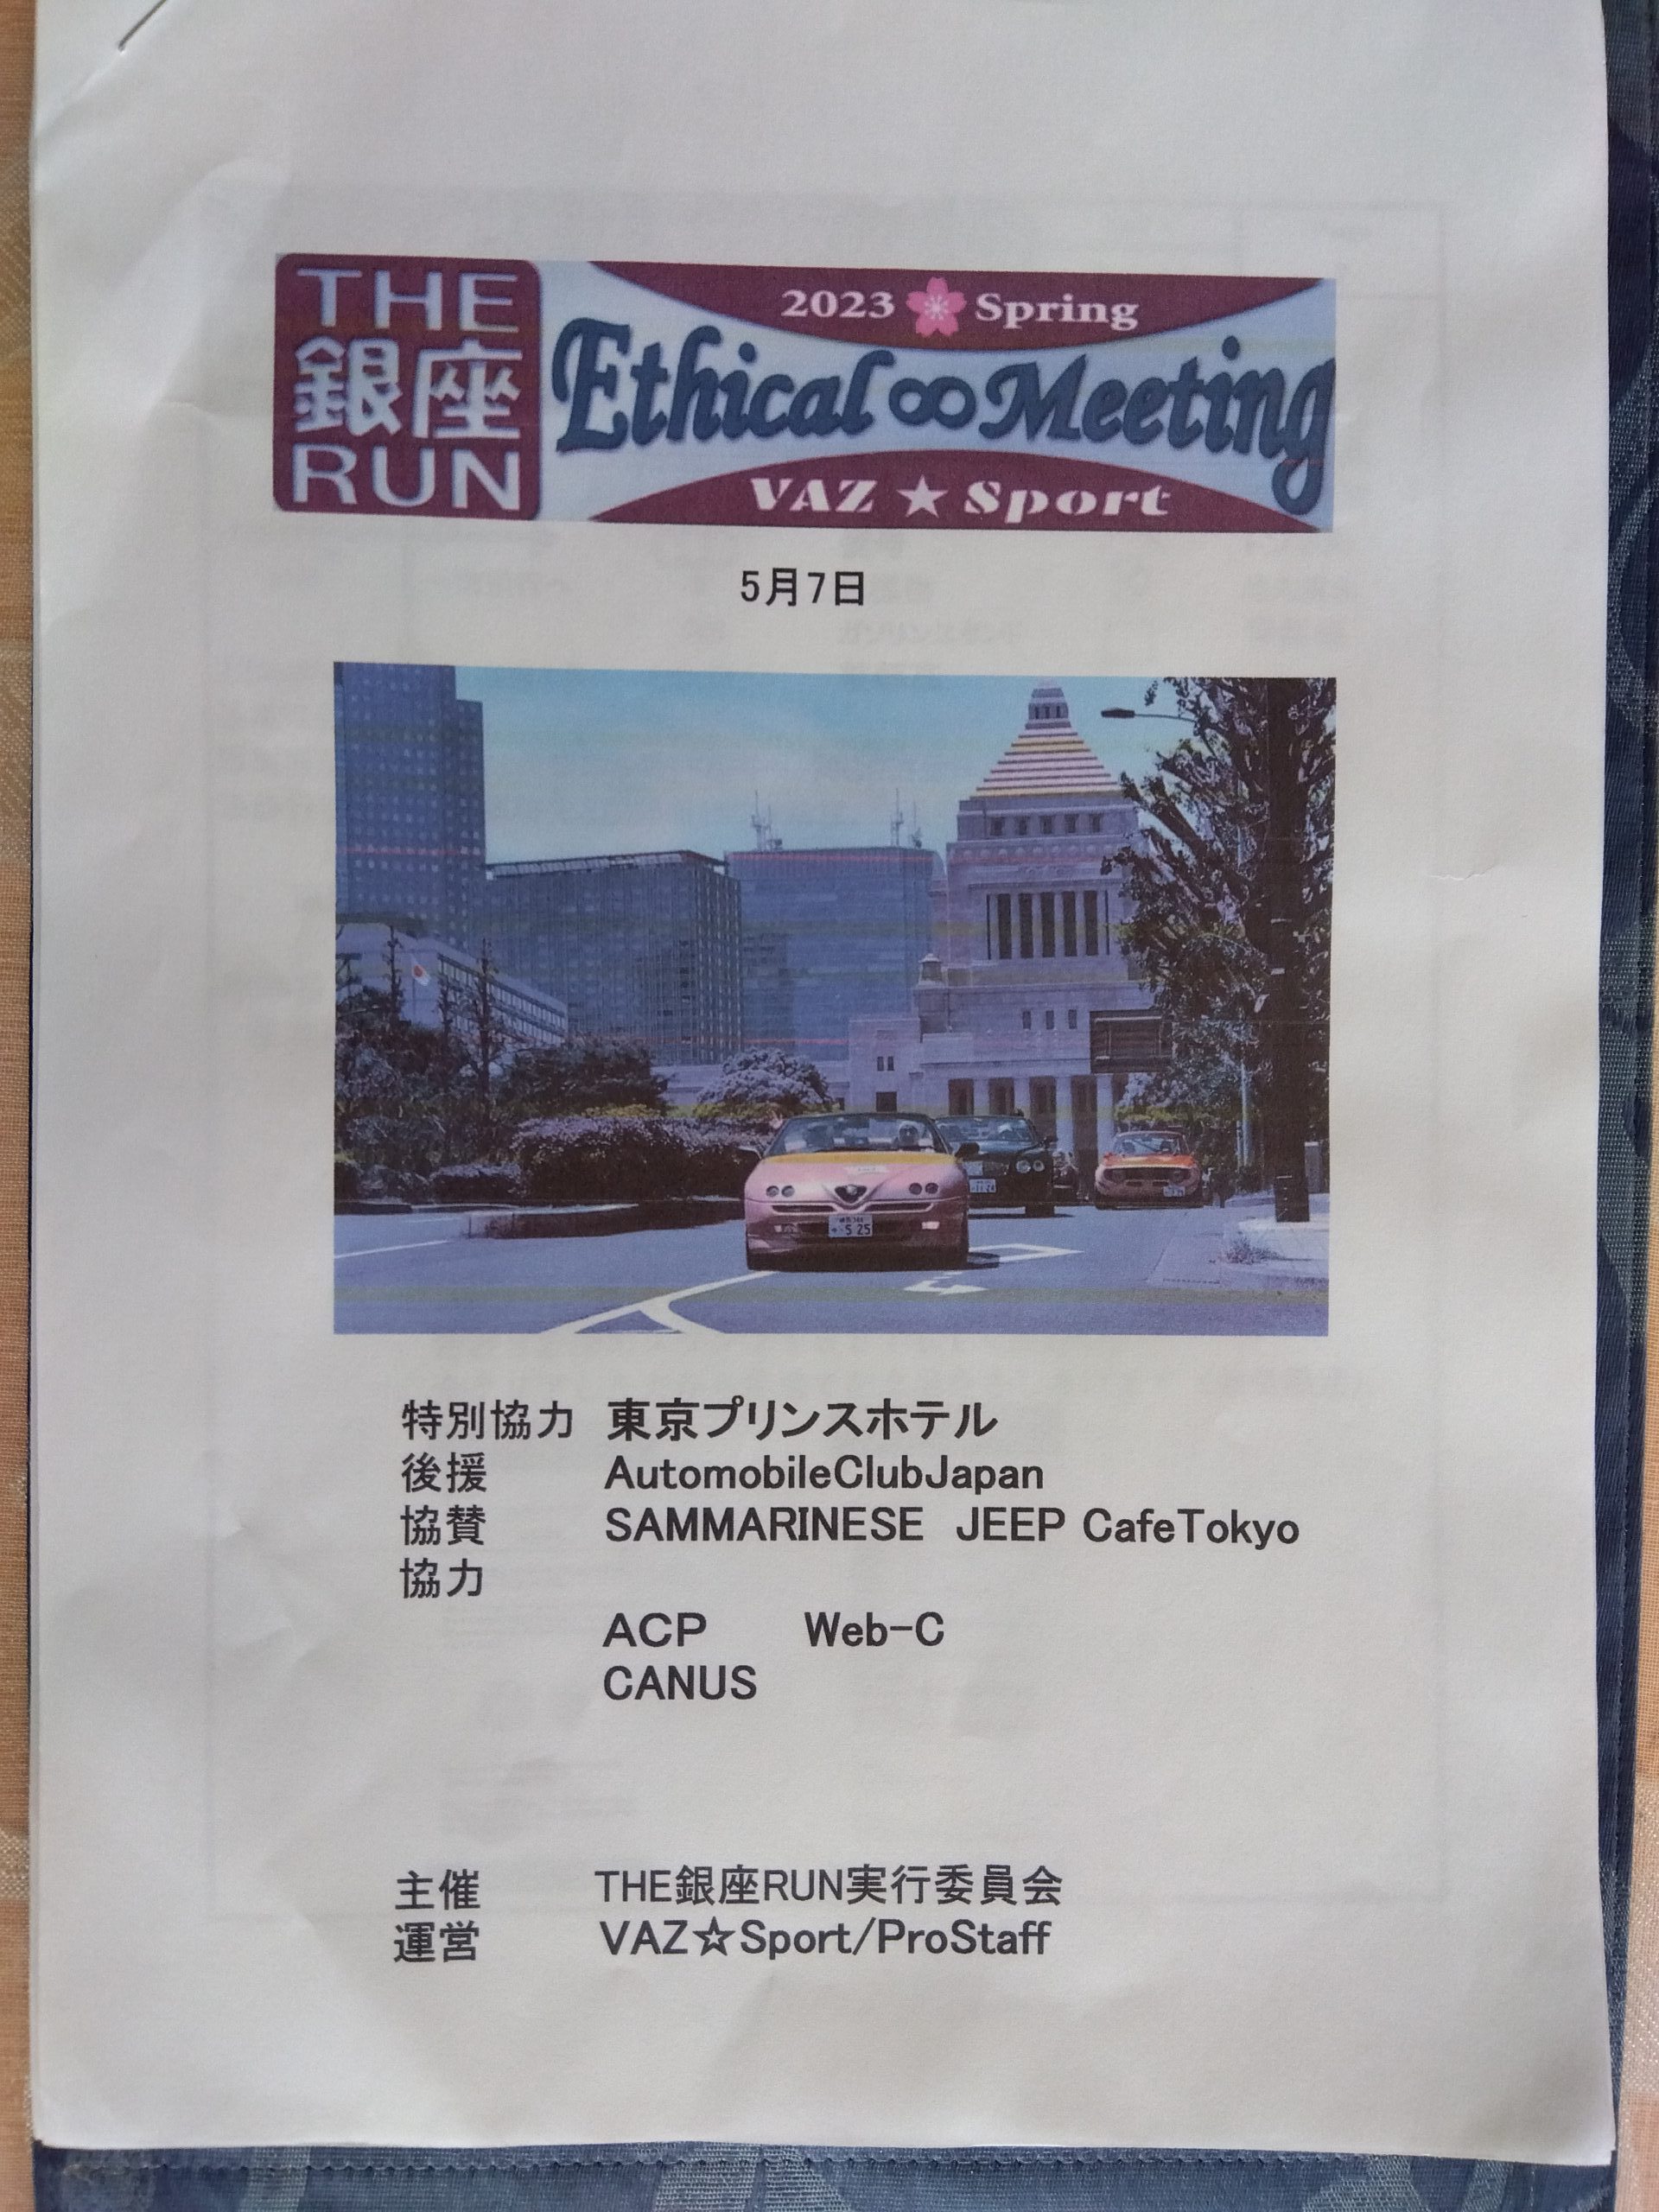 THE
銀座
RUN
2023 Spring
Ethical ∞ Meeting
VAZ ★ Sport
5月7日
5 25
特別協力 東京プリンスホテル
後援 AutomobileClubJapan
協賛 SAMMARINESE JEEP CafeTokyo
協力
ACP Web-C
CANUS
主催 THE銀座RUN実行委員会
運営 VAZ☆Sport/ProStaff